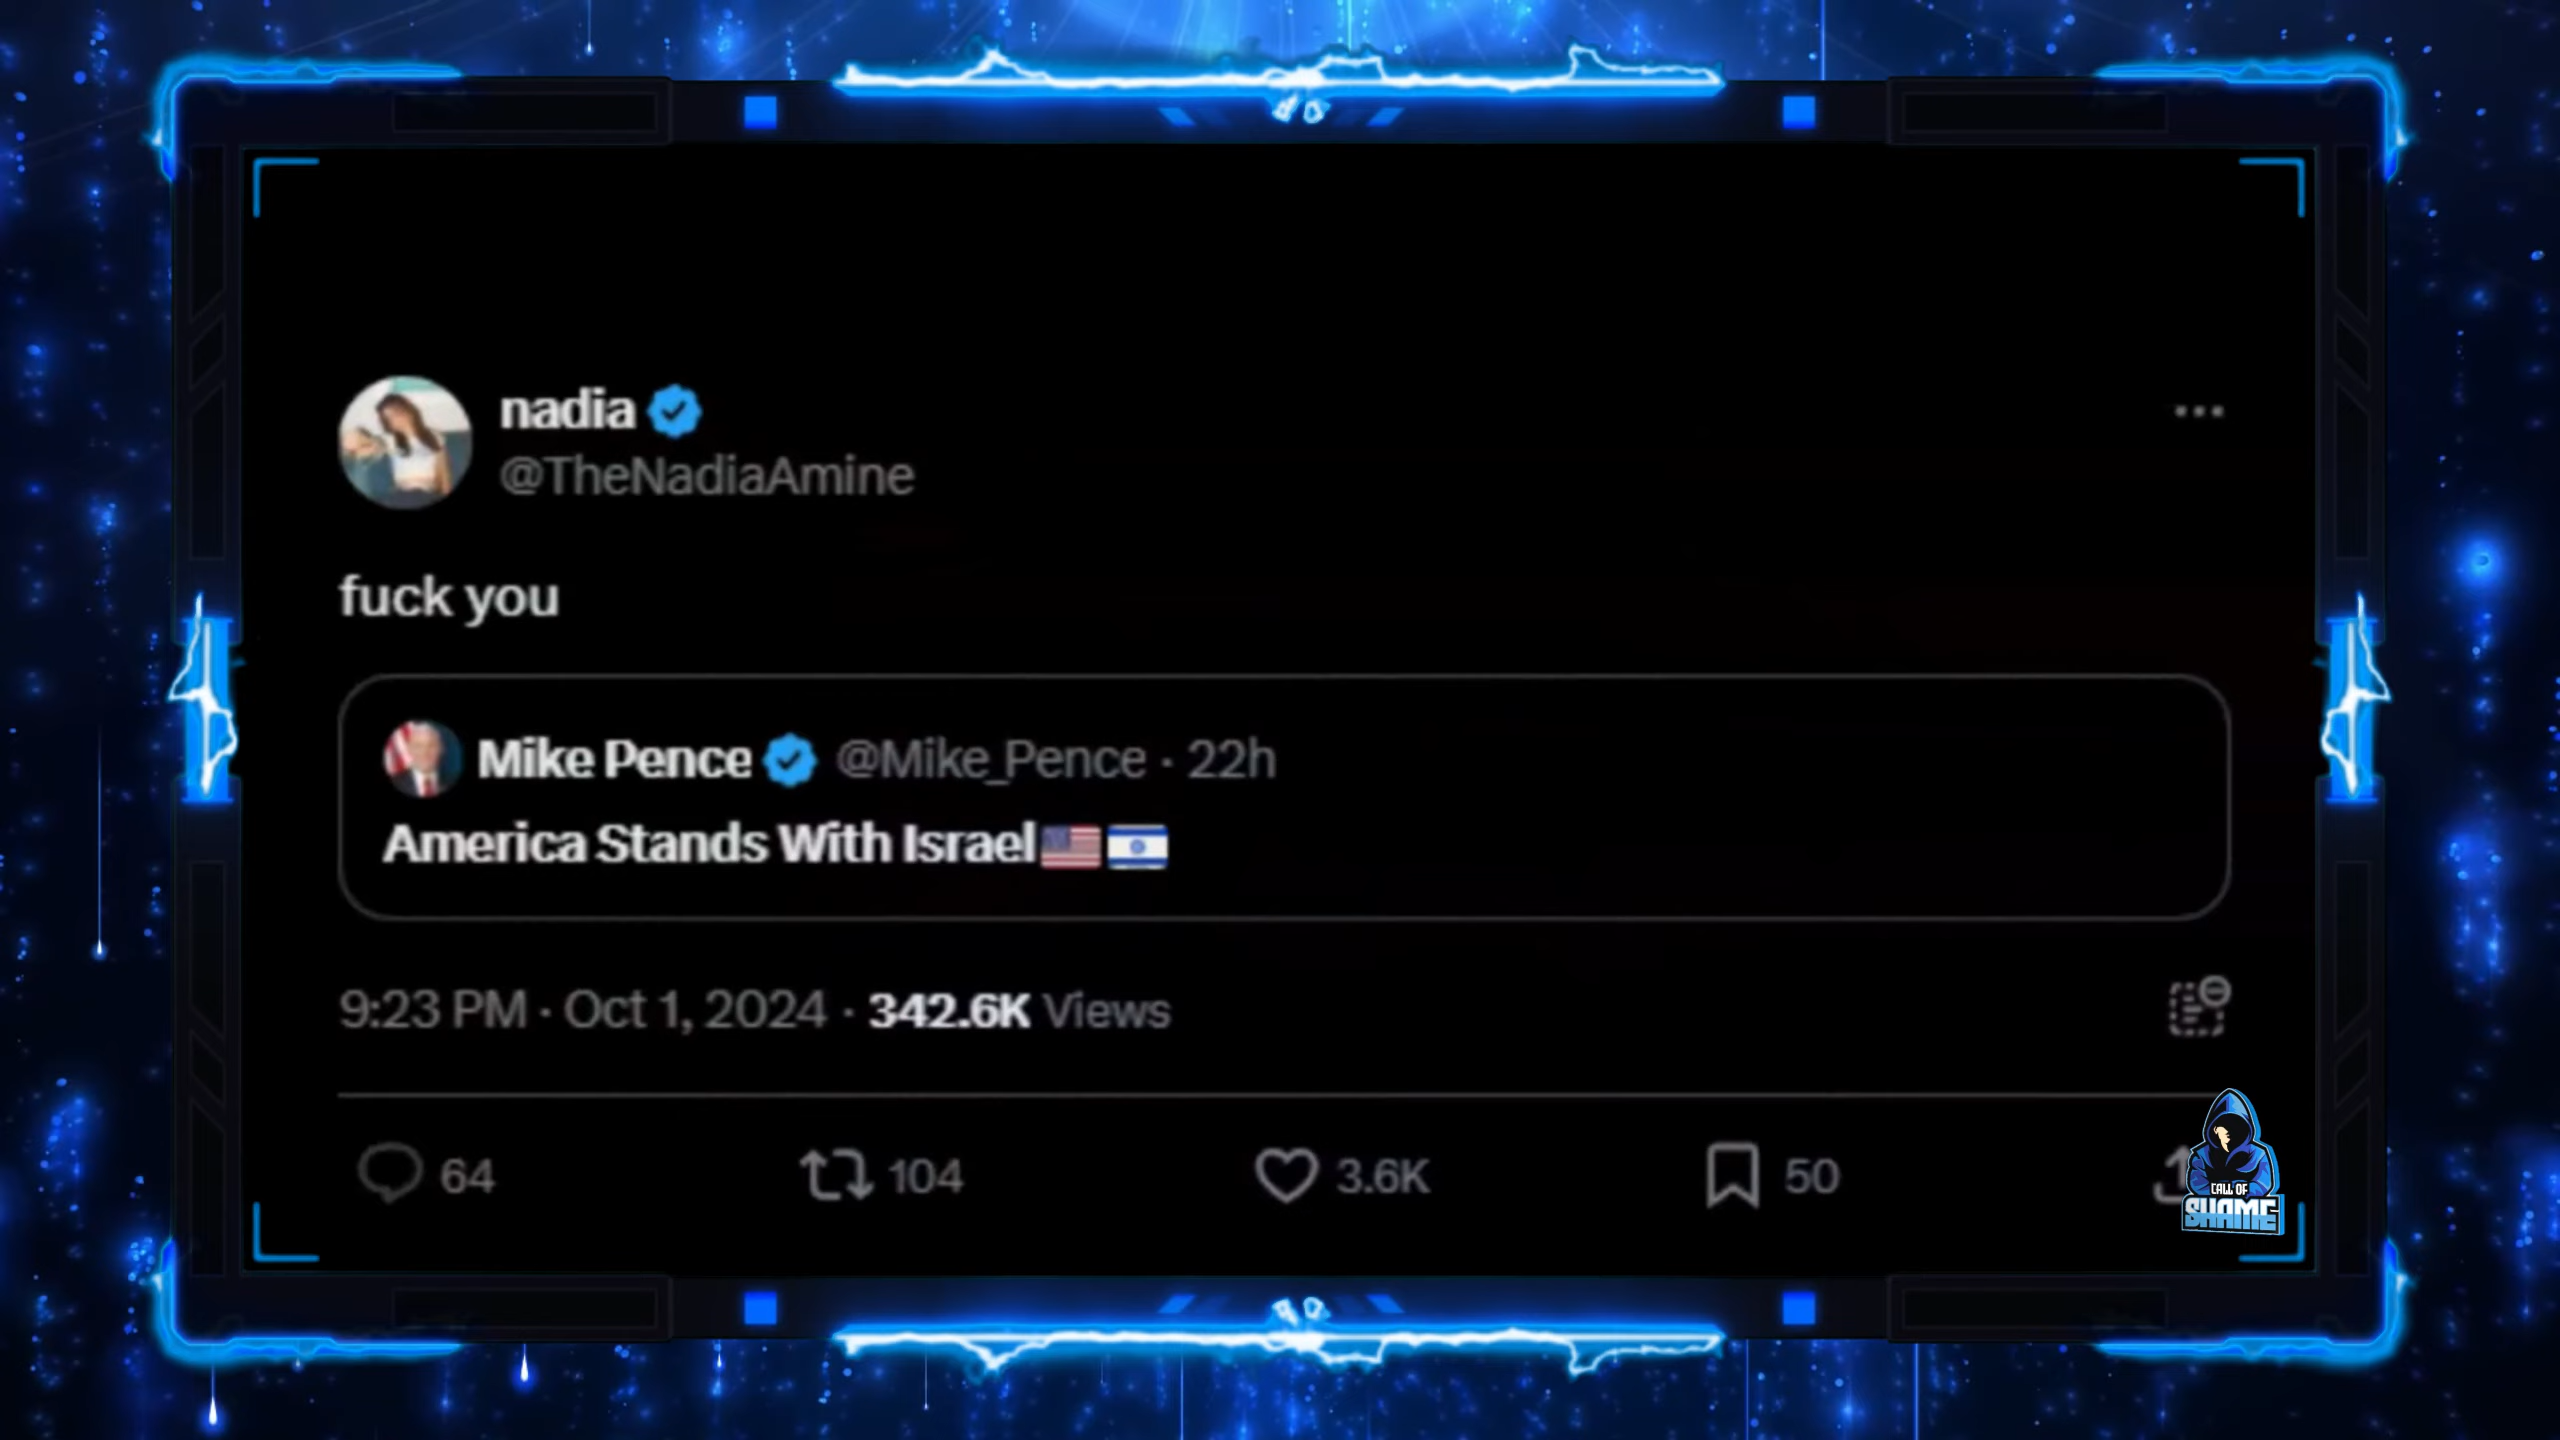 nadia
@TheNadiaAmine
fuck you
Mike Pence @Mike_Pence · 22h
America Stands With Israel🇺🇸🇮🇱
9:23 PM · Oct 1, 2024 · 342.6K Views
64 104 3.6K 50
CALL OF
SHAME